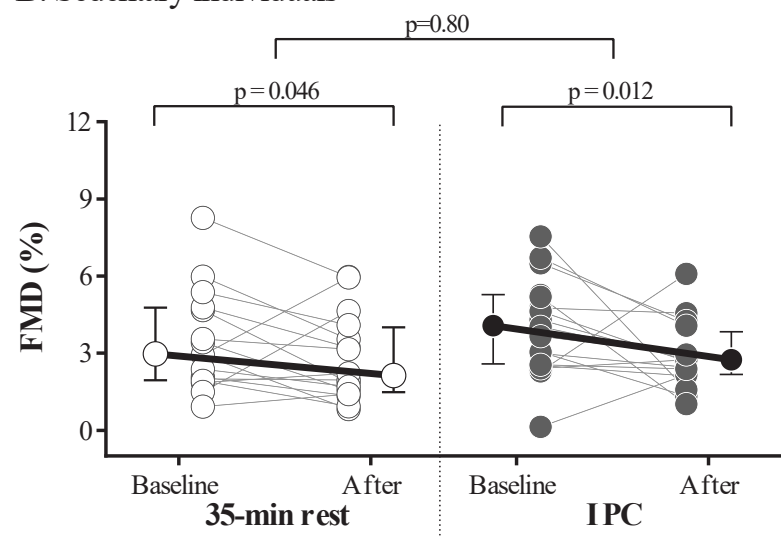 p=0.80
p = 0.046
p = 0.012
12
9
6
3
0
FMD (%)
Baseline After Baseline After
35-min rest IPC